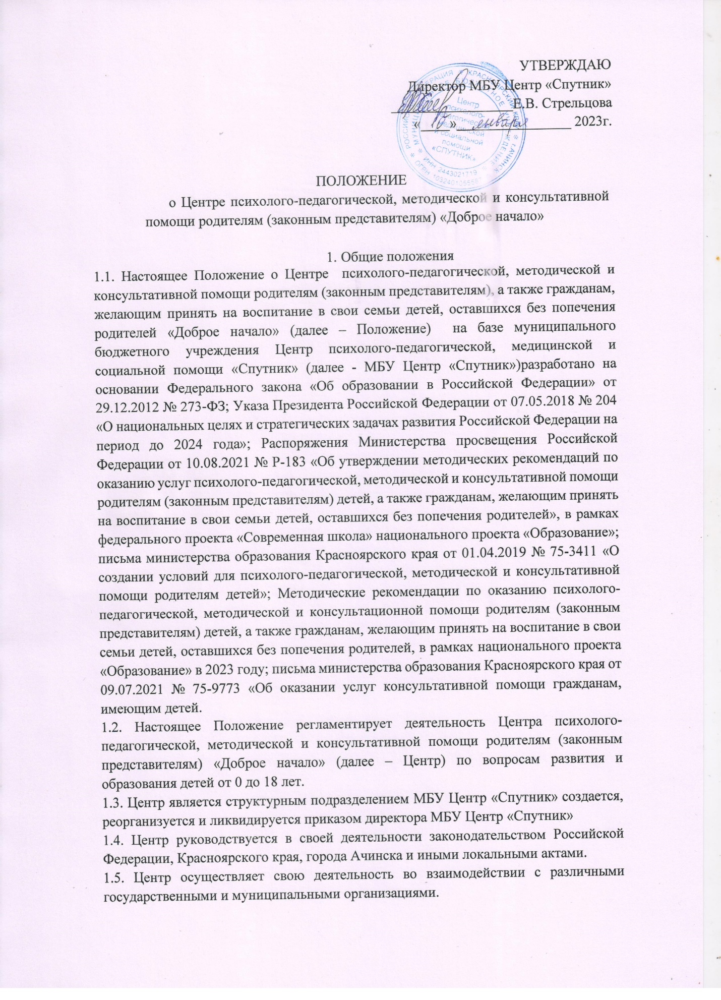 УТВЕРЖДАЮ
Директор МБУ Центр «Спутник»
Е.В. Стрельцова
« » января 2023г.
Центр
психолого-
педагогической
медицинской
и социальной
помощи
«СПУТНИК»
ИНН 2443021719
ПОЛОЖЕНИЕ
о Центре психолого-педагогической, методической и консультативной
помощи родителям (законным представителям) «Доброе начало»
1. Общие положения
1.1. Настоящее Положение о Центре психолого-педагогической, методической и
консультативной помощи родителям (законным представителям), а также гражданам,
желающим принять на воспитание в свои семьи детей, оставшихся без попечения
родителей «Доброе начало» (далее – Положение) на базе муниципального
бюджетного учреждения Центр психолого-педагогической, медицинской и
социальной помощи «Спутник» (далее - МБУ Центр «Спутник»)разработано на
основании Федерального закона «Об образовании в Российской Федерации» от
29.12.2012 № 273-ФЗ; Указа Президента Российской Федерации от 07.05.2018 № 204
«О национальных целях и стратегических задачах развития Российской Федерации на
период до 2024 года»; Распоряжения Министерства просвещения Российской
Федерации от 10.08.2021 № Р-183 «Об утверждении методических рекомендаций по
оказанию услуг психолого-педагогической, методической и консультативной помощи
родителям (законным представителям) детей, а также гражданам, желающим принять
на воспитание в свои семьи детей, оставшихся без попечения родителей», в рамках
федерального проекта «Современная школа» национального проекта «Образование»;
письма министерства образования Красноярского края от 01.04.2019 № 75-3411 «О
создании условий для психолого-педагогической, методической и консультативной
помощи родителям детей»; Методические рекомендации по оказанию психолого-
педагогической, методической и консультационной помощи родителям (законным
представителям) детей, а также гражданам, желающим принять на воспитание в свои
семьи детей, оставшихся без попечения родителей, в рамках национального проекта
«Образование» в 2023 году; письма министерства образования Красноярского края от
09.07.2021 № 75-9773 «Об оказании услуг консультативной помощи гражданам,
имеющим детей.
1.2. Настоящее Положение регламентирует деятельность Центра психолого-
педагогической, методической и консультативной помощи родителям (законным
представителям) «Доброе начало» (далее – Центр) по вопросам развития и
образования детей от 0 до 18 лет.
1.3. Центр является структурным подразделением МБУ Центр «Спутник» создается,
реорганизуется и ликвидируется приказом директора МБУ Центр «Спутник»
1.4. Центр руководствуется в своей деятельности законодательством Российской
Федерации, Красноярского края, города Ачинска и иными локальными актами.
1.5. Центр осуществляет свою деятельность во взаимодействии с различными
государственными и муниципальными организациями.